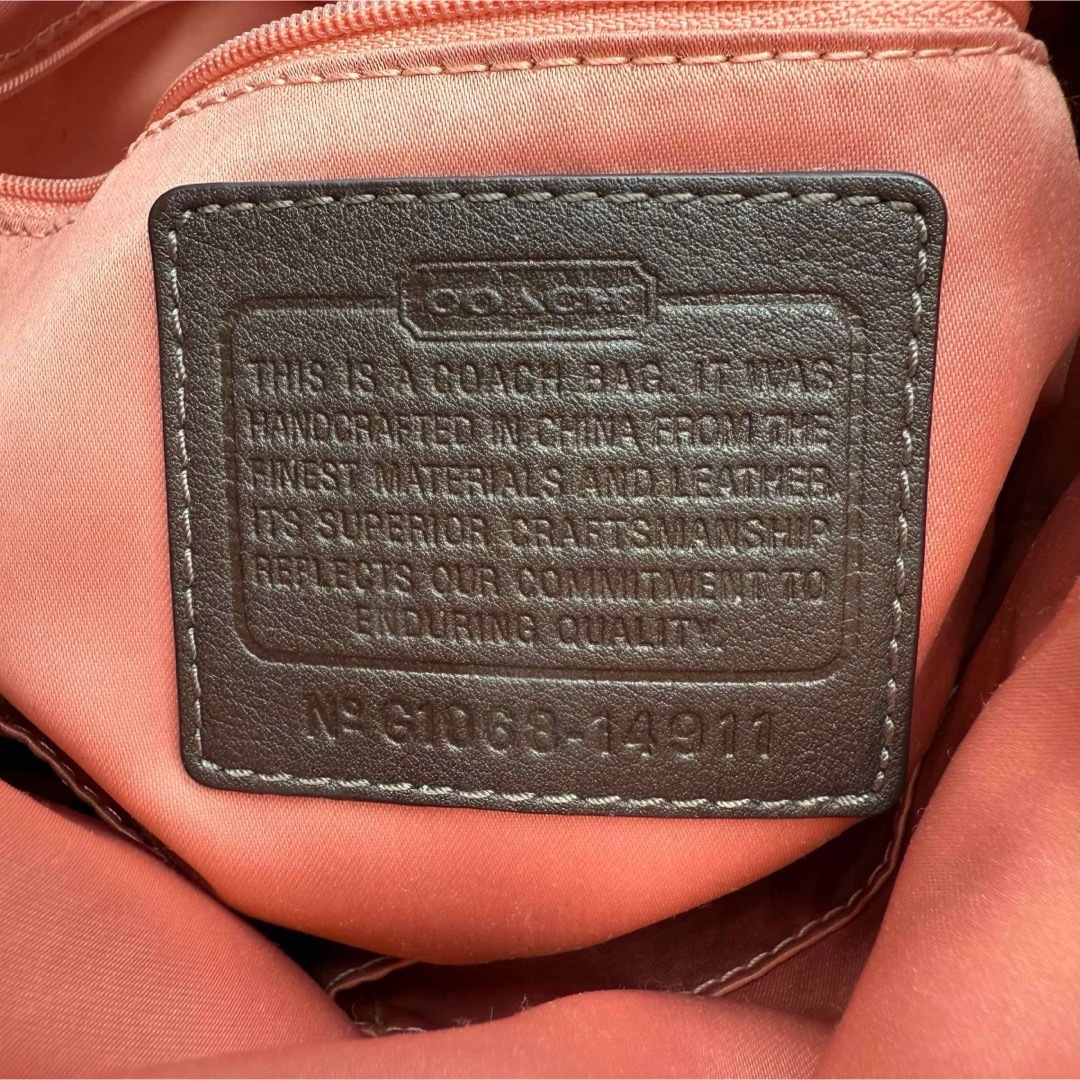 COACH
THIS IS A COACH BAG. IT WAS
HANDCRAFTED IN CHINA FROM THE
FINEST MATERIALS AND LEATHER.
ITS SUPERIOR CRAFTSMANSHIP
REFLECTS OUR COMMITMENT TO
ENDURING QUALITY.
Nº G1068-14911